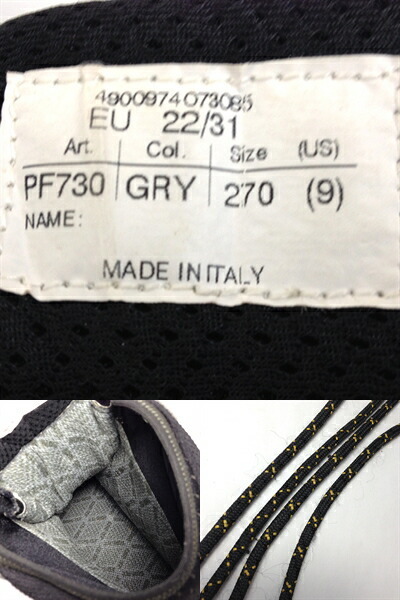 4900974073085
EU 22/31
Art. Col. Size (US)
PF730 GRY 270 (9)
NAME:
MADE IN ITALY